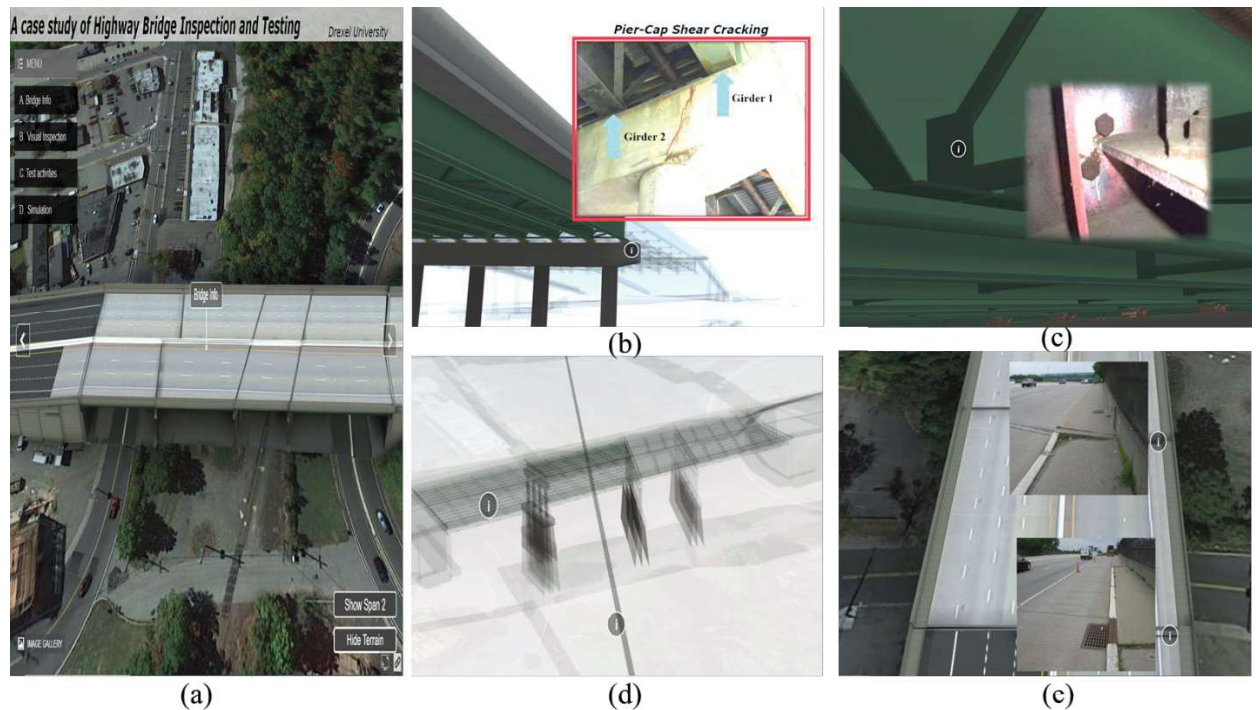 A case study of Highway Bridge Inspection and Testing Drexel University
MENU
A. Bridge Info
B. Visual Inspection
C. Test activities
D. Simulation
Bridge Info
Show Span 2
Hide Terrain
IMAGE GALLERY
(a)
Pier-Cap Shear Cracking
Girder 1
Girder 2
i
(b)
i
(c)
i
i
(d)
i
i
(e)